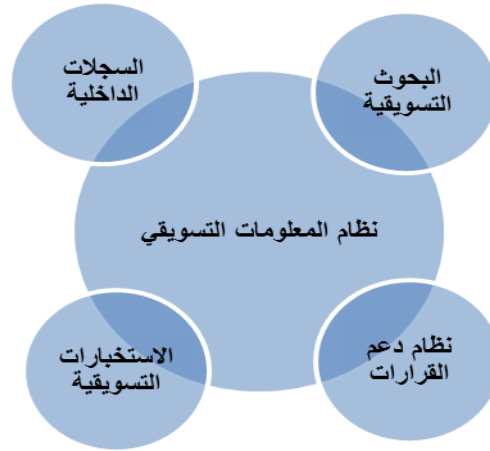 البحوث
التسويقية
السجلات
الداخلية
نظام المعلومات التسويقي
نظام دعم
القرارات
الاستخبارات
التسويقية